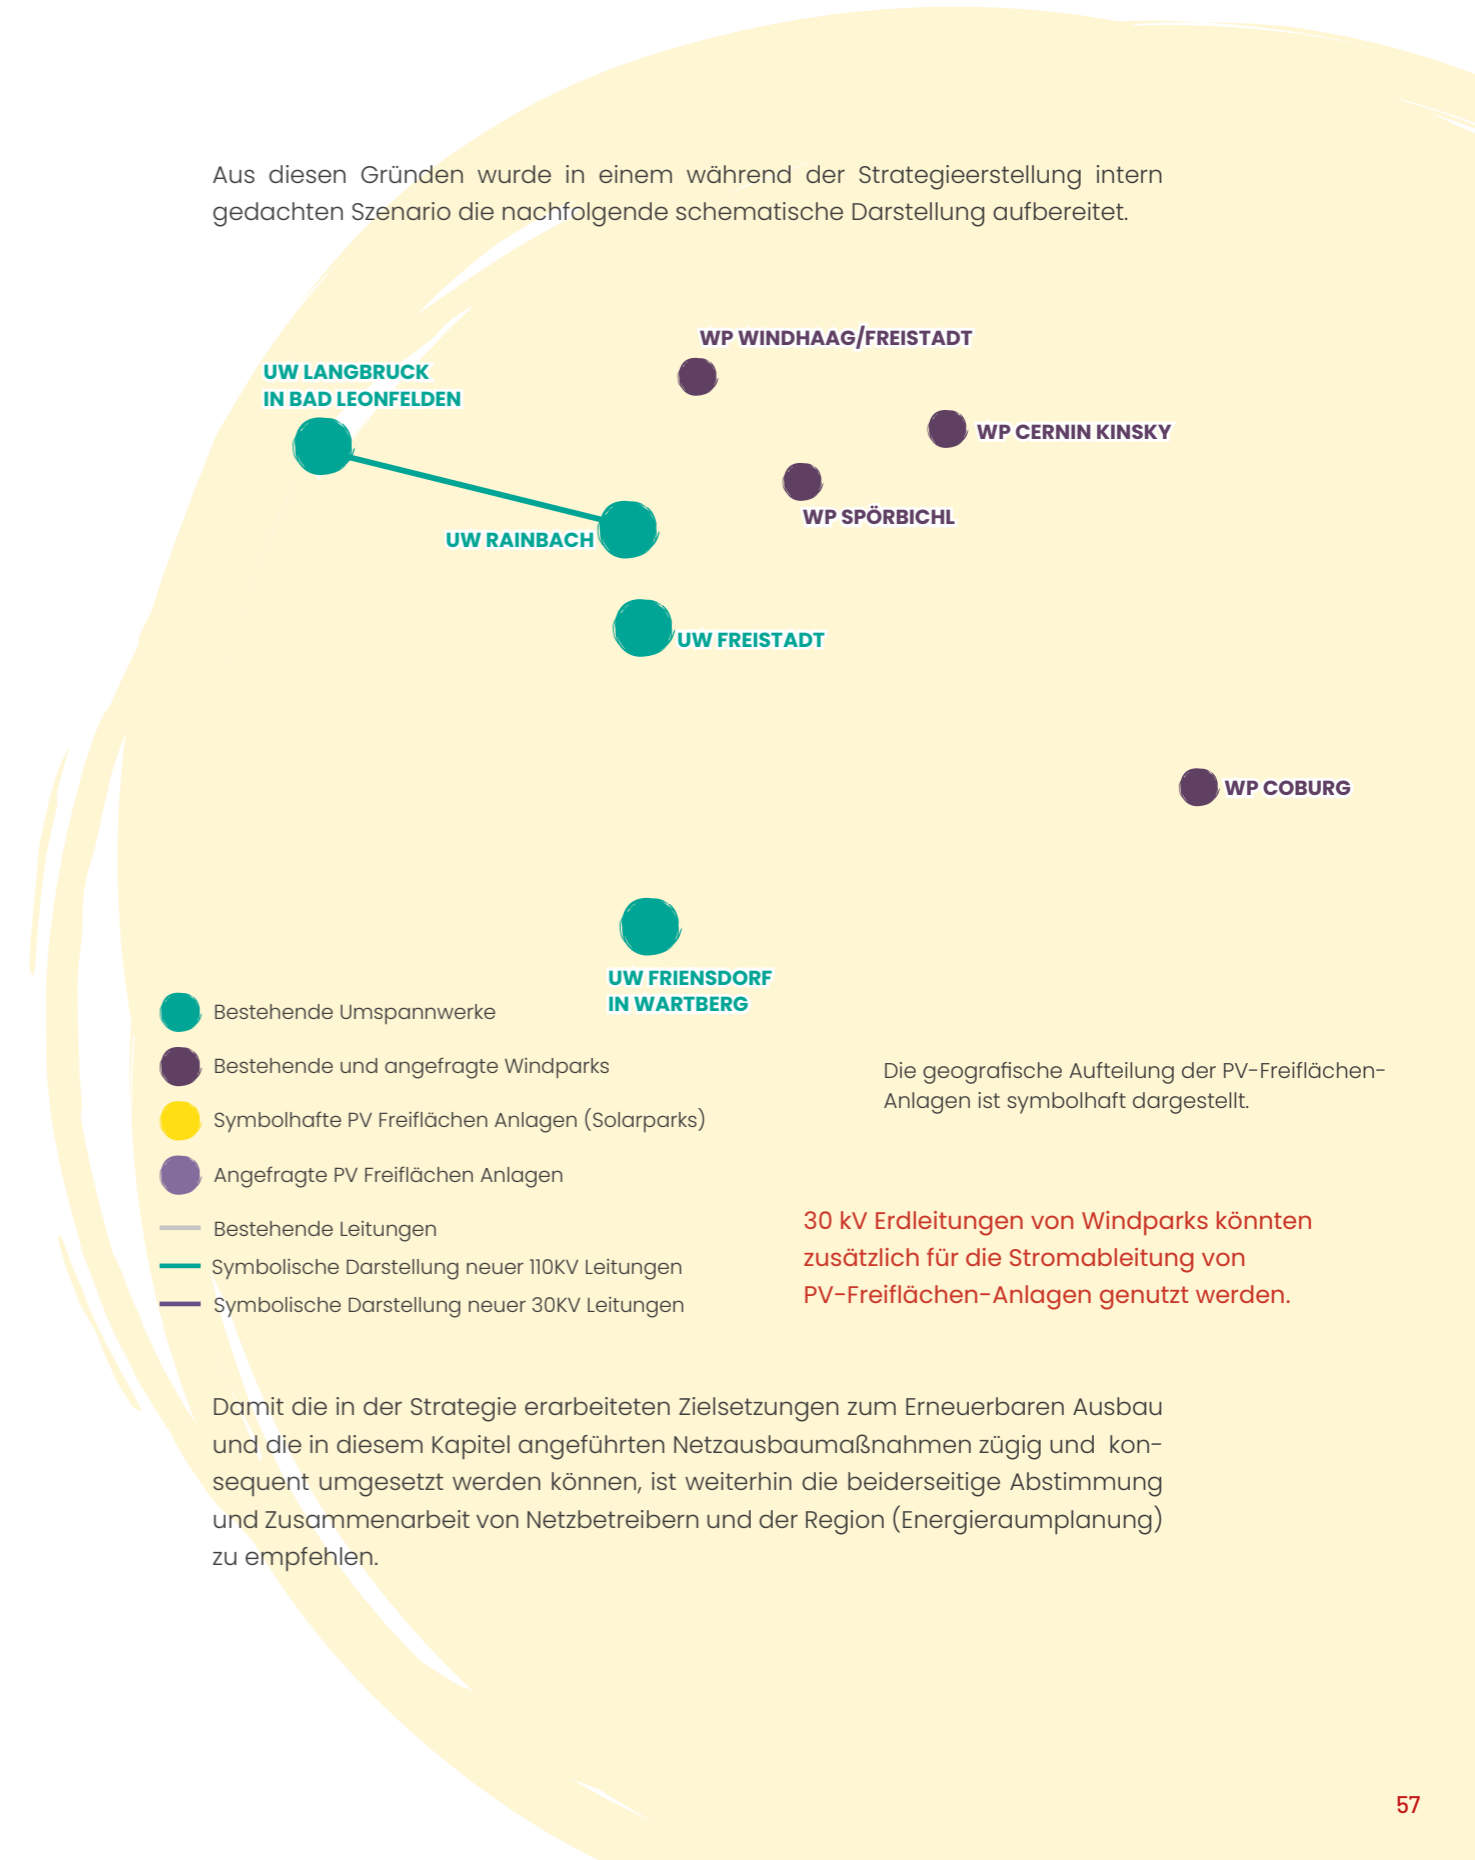 Aus diesen Gründen wurde in einem während der Strategieerstellung intern
gedachten Szenario die nachfolgende schematische Darstellung aufbereitet.
WP WINDHAAG/FREISTADT
UW LANGBRUCK
IN BAD LEONFELDEN
WP CERNIN KINSKY
WP SPÖRBICHL
UW RAINBACH
UW FREISTADT
WP COBURG
UW FRIENSDORF
IN WARTBERG
Bestehende Umspannwerke
Bestehende und angefragte Windparks
Symbolhafte PV Freiflächen Anlagen (Solarparks)
Angefragte PV Freiflächen Anlagen
Bestehende Leitungen
Symbolische Darstellung neuer 110KV Leitungen
Symbolische Darstellung neuer 30KV Leitungen
Die geografische Aufteilung der PV-Freiflächen-
Anlagen ist symbolhaft dargestellt.
30 kV Erdleitungen von Windparks könnten
zusätzlich für die Stromableitung von
PV-Freiflächen-Anlagen genutzt werden.
Damit die in der Strategie erarbeiteten Zielsetzungen zum Erneuerbaren Ausbau
und die in diesem Kapitel angeführten Netzausbaumaßnahmen zügig und kon-
sequent umgesetzt werden können, ist weiterhin die beiderseitige Abstimmung
und Zusammenarbeit von Netzbetreibern und der Region (Energieraumplanung)
zu empfehlen.
57